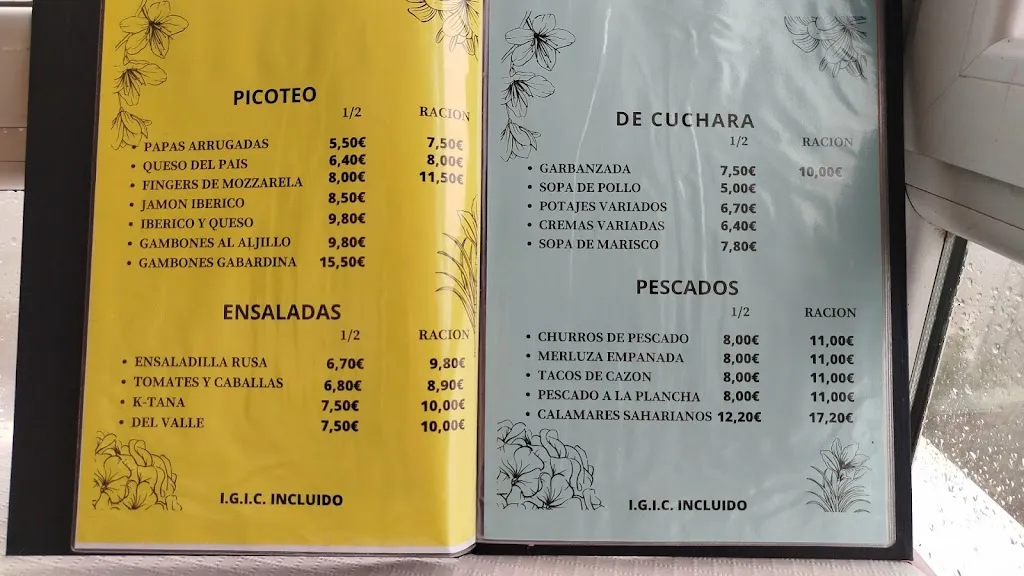 PICOTEO
1/2 RACION
• PAPAS ARRUGADAS 5,50€ 7,50€
• QUESO DEL PAIS 6,40€ 8,00€
• FINGERS DE MOZZARELA 8,00€ 11,50€
• JAMON IBERICO 8,50€
• IBERICO Y QUESO 9,80€
• GAMBONES AL ALJILLO 9,80€
• GAMBONES GABARDINA 15,50€
ENSALADAS
1/2 RACION
• ENSALADILLA RUSA 6,70€ 9,80€
• TOMATES Y CABALLAS 6,80€ 8,90€
• K-TANA 7,50€ 10,00€
• DEL VALLE 7,50€ 10,00€
I.G.I.C. INCLUIDO
DE CUCHARA
1/2 RACION
• GARBANZADA 7,50€ 10,00€
• SOPA DE POLLO 5,00€
• POTAJES VARIADOS 6,70€
• CREMAS VARIADAS 6,40€
• SOPA DE MARISCO 7,80€
PESCADOS
1/2 RACION
• CHURROS DE PESCADO 8,00€ 11,00€
• MERLUZA EMPANADA 8,00€ 11,00€
• TACOS DE CAZON 8,00€ 11,00€
• PESCADO A LA PLANCHA 8,00€ 11,00€
• CALAMARES SAHARIANOS 12,20€ 17,20€
I.G.I.C. INCLUIDO